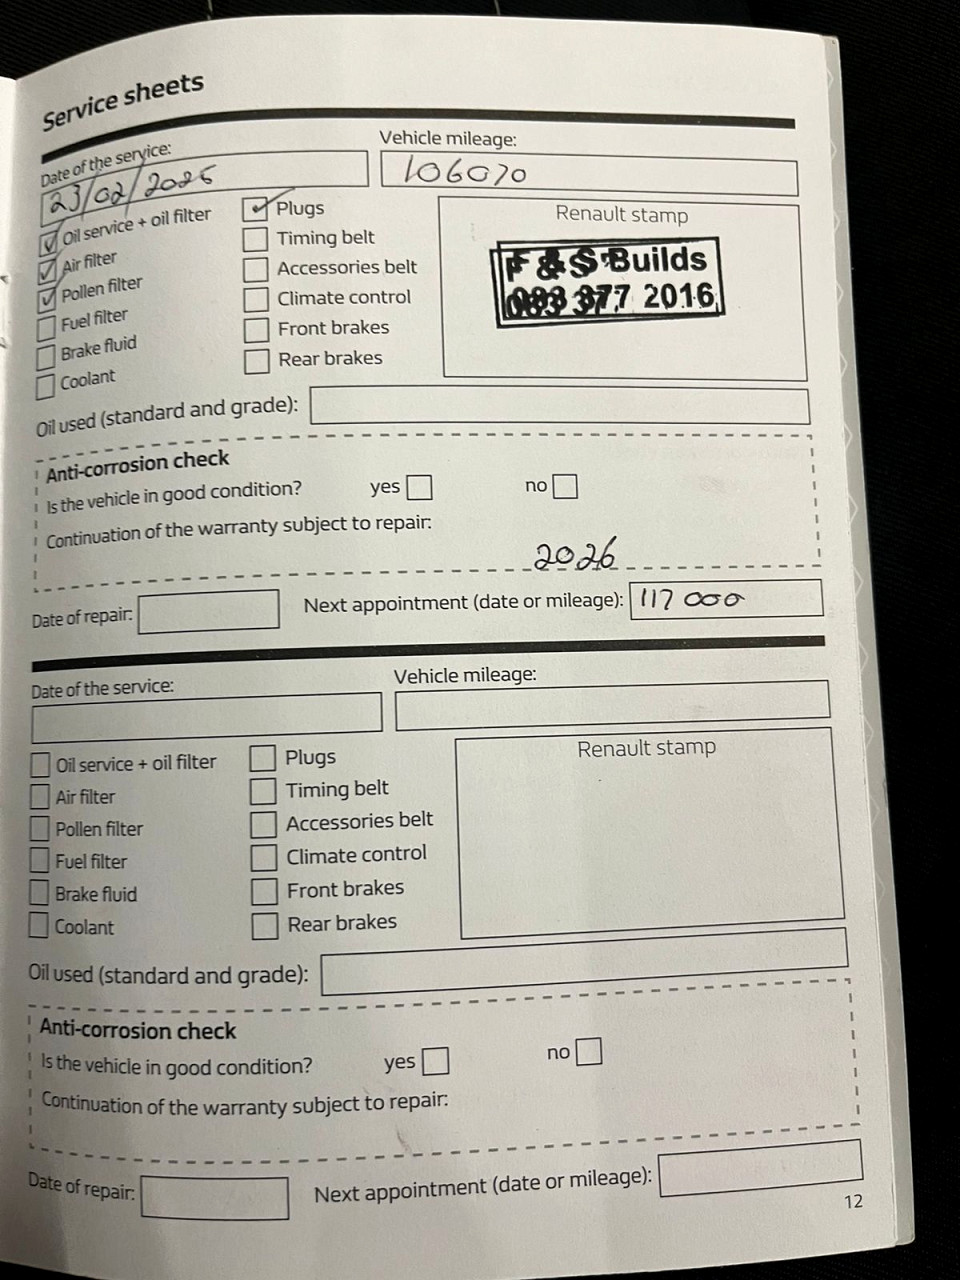 Service sheets
Date of the service:
23/02/2025
Vehicle mileage:
106070
Oil service + oil filter
Air filter
Pollen filter
Fuel filter
Brake fluid
Coolant
Plugs
Timing belt
Accessories belt
Climate control
Front brakes
Rear brakes
Renault stamp
F & S Builds
083 377 2016
Oil used (standard and grade):
Anti-corrosion check
Is the vehicle in good condition? yes no
Continuation of the warranty subject to repair:
2026
Date of repair:
Next appointment (date or mileage): 117 000
Date of the service:
Vehicle mileage:
Oil service + oil filter
Air filter
Pollen filter
Fuel filter
Brake fluid
Coolant
Plugs
Timing belt
Accessories belt
Climate control
Front brakes
Rear brakes
Renault stamp
Oil used (standard and grade):
Anti-corrosion check
Is the vehicle in good condition? yes no
Continuation of the warranty subject to repair:
Date of repair:
Next appointment (date or mileage):
12